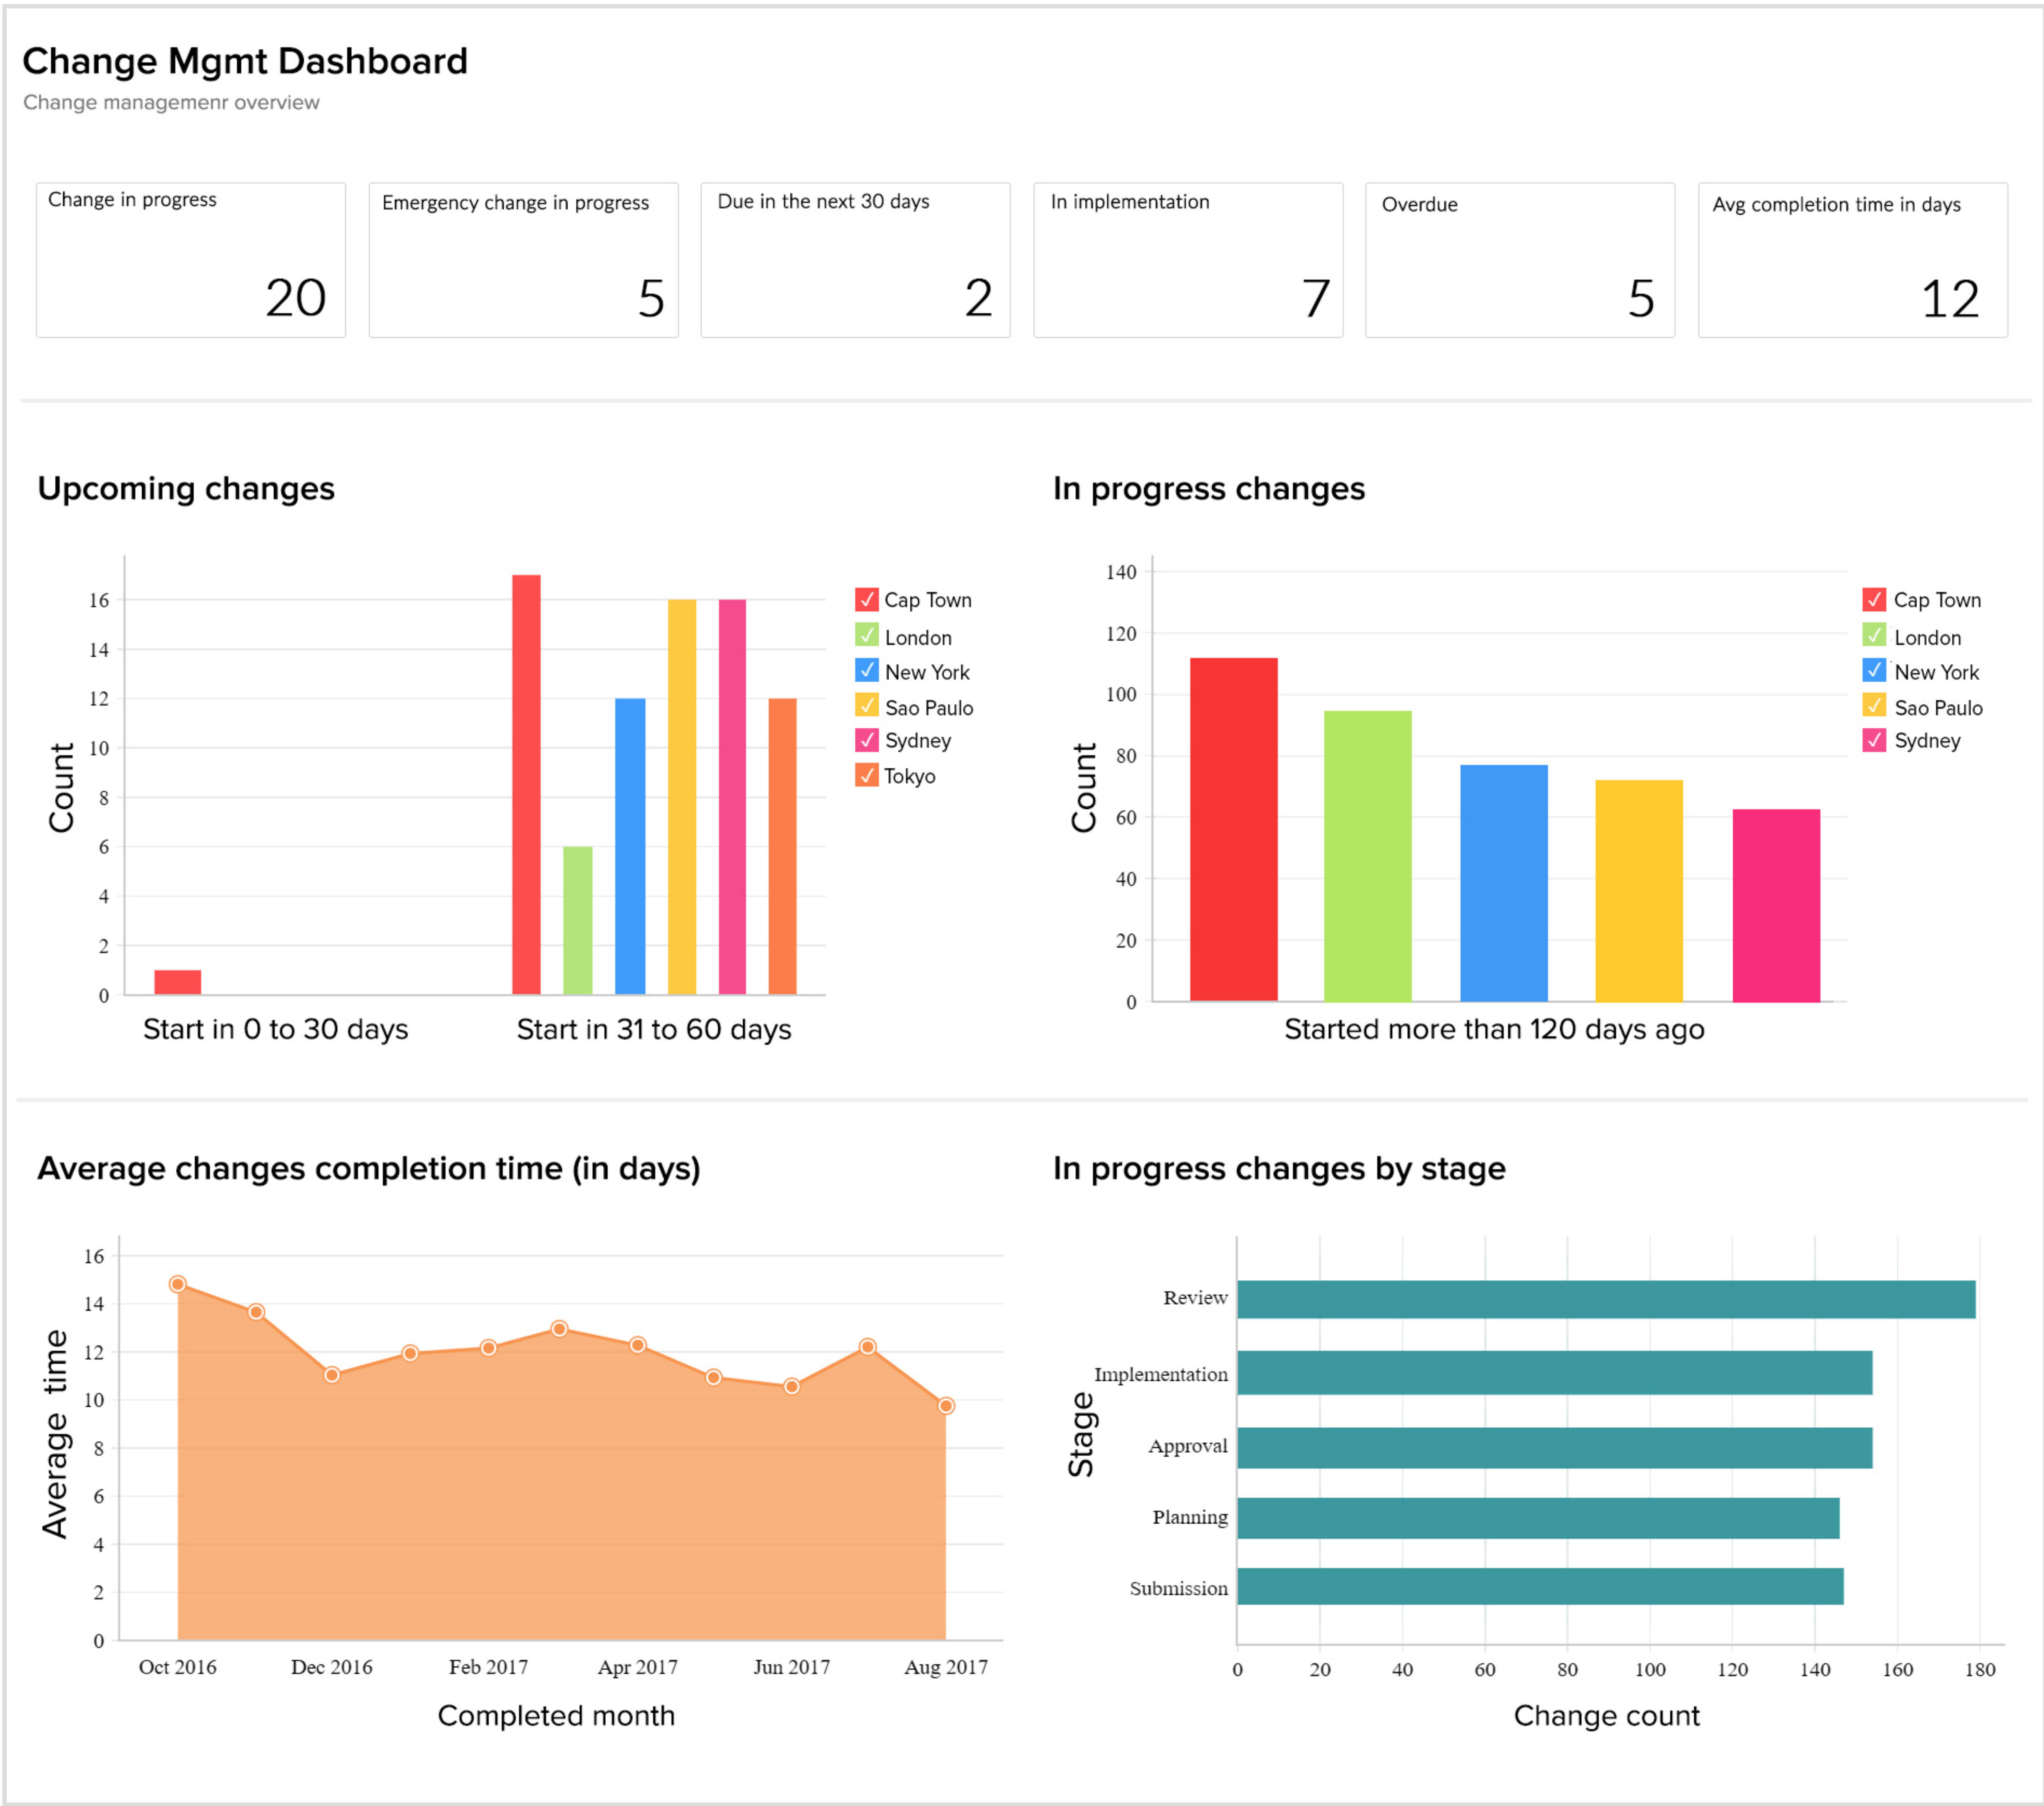 Change Mgmt Dashboard
Change managemenr overview
Change in progress
20
Emergency change in progress
5
Due in the next 30 days
2
In implementation
7
Overdue
5
Avg completion time in days
12
Upcoming changes
Count
16
14
12
10
8
6
4
2
0
Start in 0 to 30 days
Start in 31 to 60 days
Cap Town
London
New York
Sao Paulo
Sydney
Tokyo
In progress changes
Count
140
120
100
80
60
40
20
0
Started more than 120 days ago
Cap Town
London
New York
Sao Paulo
Sydney
Average changes completion time (in days)
Average time
16
14
12
10
8
6
4
2
0
Oct 2016 Dec 2016 Feb 2017 Apr 2017 Jun 2017 Aug 2017
Completed month
In progress changes by stage
Stage
Review
Implementation
Approval
Planning
Submission
0 20 40 60 80 100 120 140 160 180
Change count